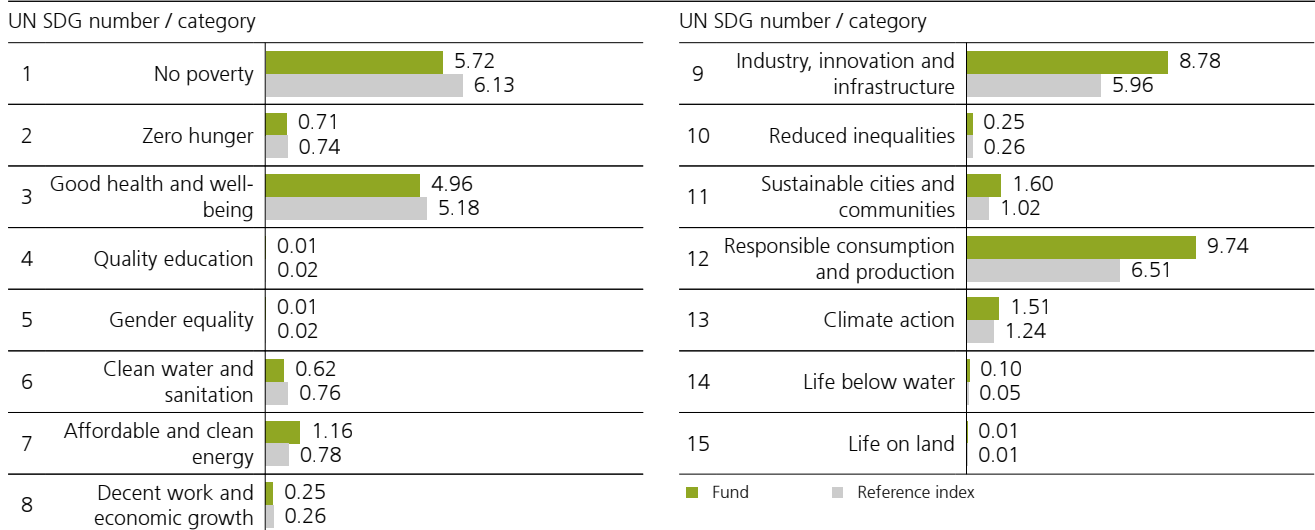 UN SDG number / category
1
No poverty
5.72
6.13
2
Zero hunger
0.71
0.74
3
Good health and well-
being
4.96
5.18
4
Quality education
0.01
0.02
5
Gender equality
0.01
0.02
6
Clean water and
sanitation
0.62
0.76
7
Affordable and clean
energy
1.16
0.78
8
Decent work and
economic growth
0.25
0.26
UN SDG number / category
9
Industry, innovation and
infrastructure
8.78
5.96
10
Reduced inequalities
0.25
0.26
11
Sustainable cities and
communities
1.60
1.02
12
Responsible consumption
and production
9.74
6.51
13
Climate action
1.51
1.24
14
Life below water
0.10
0.05
15
Life on land
0.01
0.01
Fund
Reference index